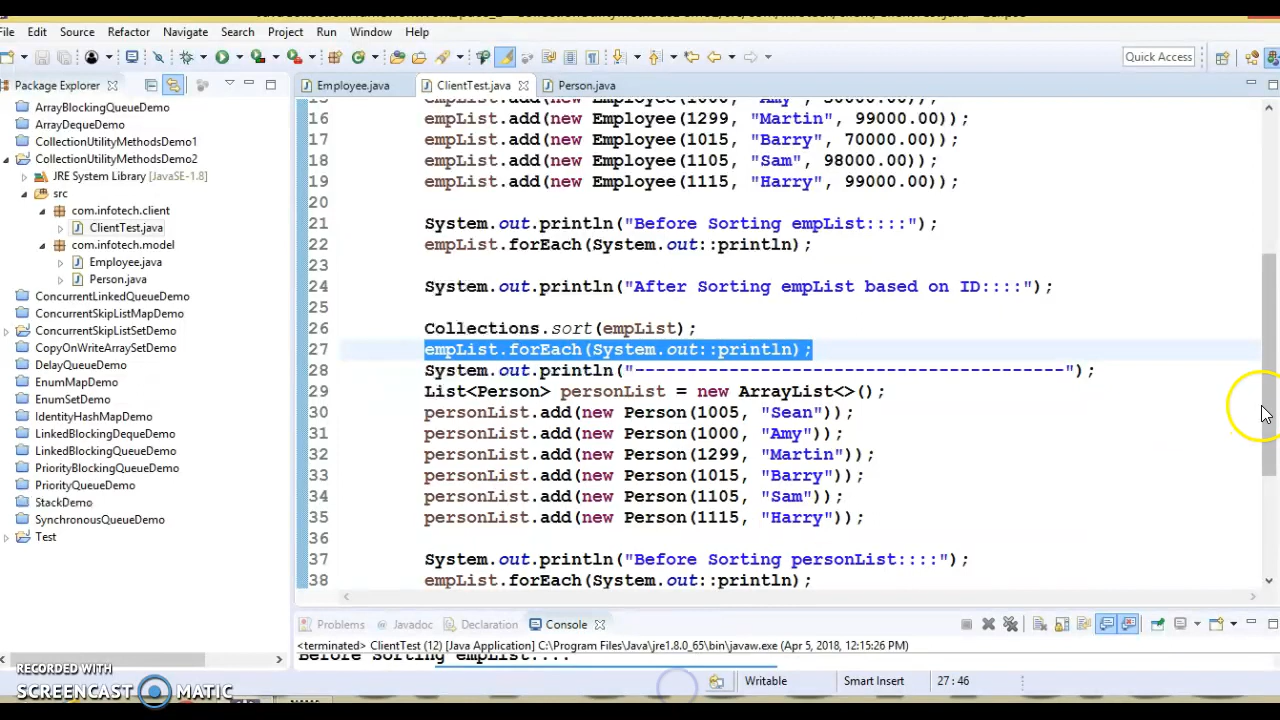 File Edit Source Refactor Navigate Search Project Run Window Help
Quick Access
Package Explorer
Employee.java ClientTest.java Person.java
ArrayBlockingQueueDemo
ArrayDequeDemo
CollectionUtilityMethodsDemo1
CollectionUtilityMethodsDemo2
JRE System Library [JavaSE-1.8]
src
com.infotech.client
ClientTest.java
com.infotech.model
Employee.java
Person.java
ConcurrentLinkedQueueDemo
ConcurrentSkipListMapDemo
ConcurrentSkipListSetDemo
CopyOnWriteArraySetDemo
DelayQueueDemo
EnumMapDemo
EnumSetDemo
IdentityHashMapDemo
LinkedBlockingDequeDemo
LinkedBlockingQueueDemo
PriorityBlockingQueueDemo
PriorityQueueDemo
StackDemo
SynchronousQueueDemo
Test
15 empList.add(new Employee(1000, "Amy", 50000.00));
16 empList.add(new Employee(1299, "Martin", 99000.00));
17 empList.add(new Employee(1015, "Barry", 70000.00));
18 empList.add(new Employee(1105, "Sam", 98000.00));
19 empList.add(new Employee(1115, "Harry", 99000.00));
20
21 System.out.println("Before Sorting empList::::");
22 empList.forEach(System.out::println);
23
24 System.out.println("After Sorting empList based on ID::::");
25
26 Collections.sort(empList);
27 empList.forEach(System.out::println);
28 System.out.println("-----------------------------------------");
29 List<Person> personList = new ArrayList<>();
30 personList.add(new Person(1005, "Sean"));
31 personList.add(new Person(1000, "Amy"));
32 personList.add(new Person(1299, "Martin"));
33 personList.add(new Person(1015, "Barry"));
34 personList.add(new Person(1105, "Sam"));
35 personList.add(new Person(1115, "Harry"));
36
37 System.out.println("Before Sorting personList::::");
38 empList.forEach(System.out::println);
Problems Javadoc Declaration Console
<terminated> ClientTest (12) [Java Application] C:\Program Files\Java\jre1.8.0_65\bin\javaw.exe (Apr 5, 2018, 12:15:26 PM)
Before Sorting empList::::
Writable Smart Insert 27 : 46
RECORDED WITH
SCREENCAST MATIC